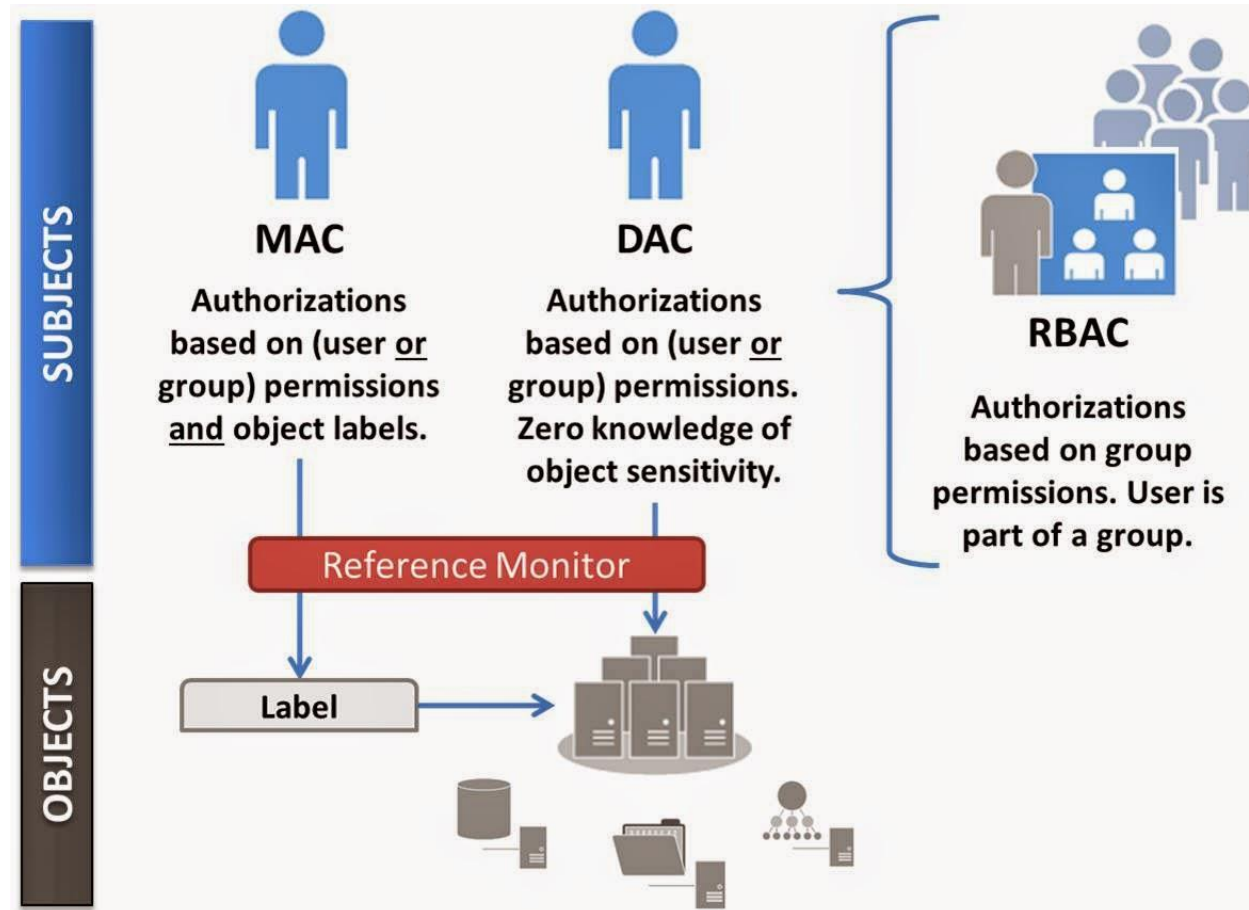 SUBJECTS
MAC
Authorizations
based on (user or
group) permissions
and object labels.
DAC
Authorizations
based on (user or
group) permissions.
Zero knowledge of
object sensitivity.
RBAC
Authorizations
based on group
permissions. User is
part of a group.
Reference Monitor
OBJECTS
Label